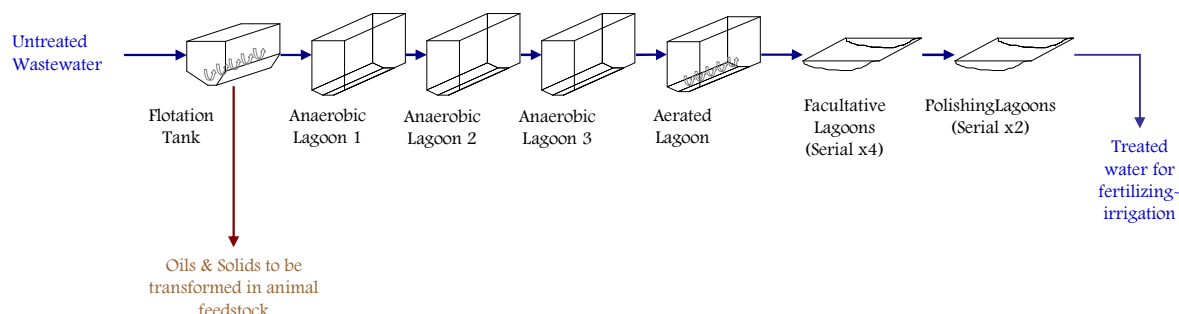 Untreated
Wastewater
Flotation
Tank
Anaerobic
Lagoon 1
Anaerobic
Lagoon 2
Anaerobic
Lagoon 3
Aerated
Lagoon
Facultative
Lagoons
(Serial x4)
PolishingLagoons
(Serial x2)
Treated
water for
fertilizing-
irrigation
Oils & Solids to be
transformed in animal
feedstock